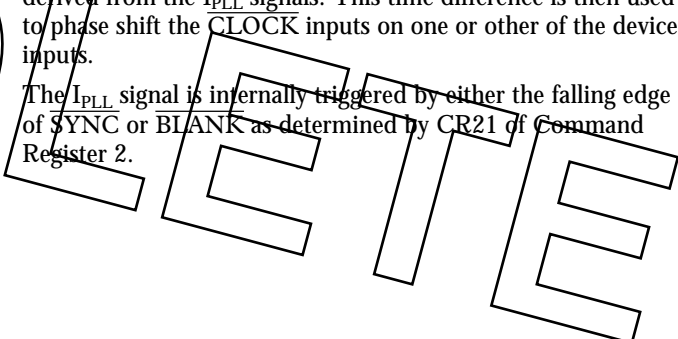 derived from the IPLL signals. This time difference is then used
to phase shift the CLOCK inputs on one or other of the device
inputs.
The IPLL signal is internally triggered by either the falling edge
of SYNC or BLANK as determined by CR21 of Command
Register 2.
LETE